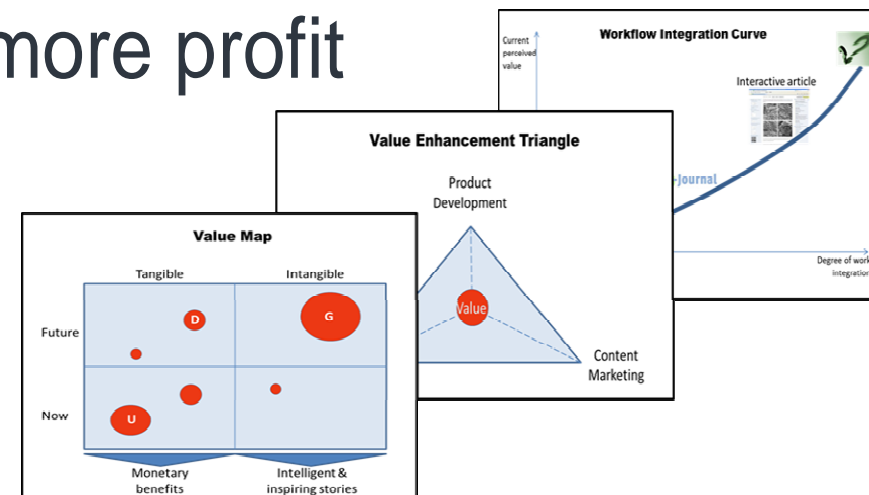 more profit
Workflow Integration Curve
Current
perceived
value
Interactive article
-Journal
Degree of work
integration
Value Enhancement Triangle
Product
Development
Value
Content
Marketing
Value Map
Tangible
Intangible
Future
D
G
Now
U
Monetary
benefits
Intelligent &
inspiring stories